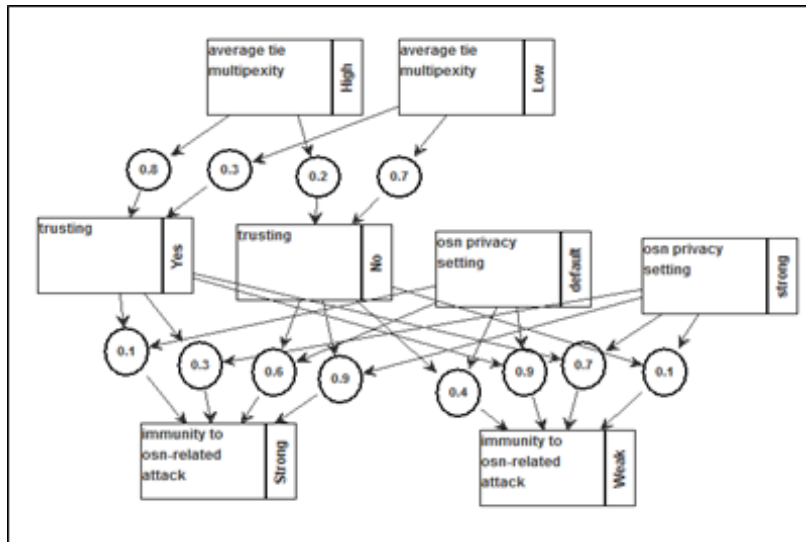 average tie
multipexity
High
average tie
multipexity
Low
0.8
0.3
0.2
0.7
trusting
Yes
trusting
No
osn privacy
setting
default
osn privacy
setting
strong
0.1
0.3
0.6
0.9
0.4
0.9
0.7
0.1
immunity to
osn-related
attack
Strong
immunity to
osn-related
attack
Weak